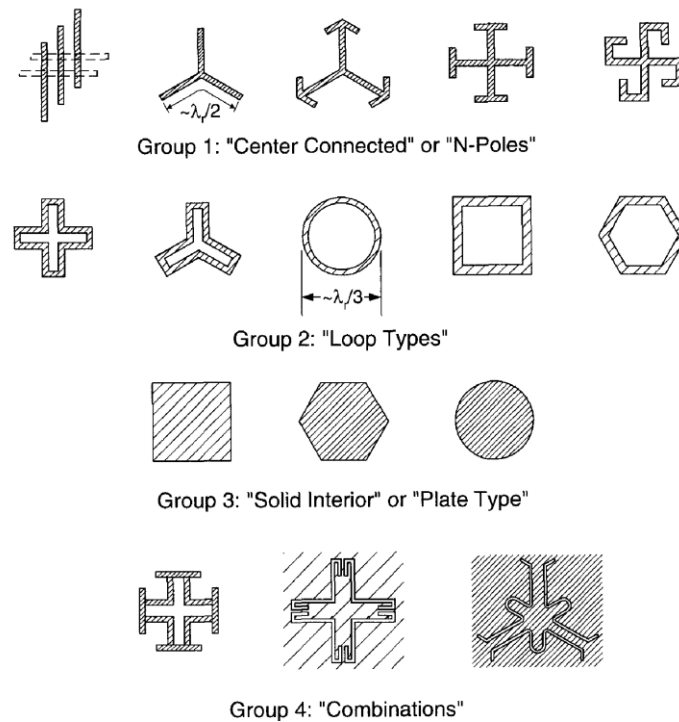 ~λr/2
Group 1: "Center Connected" or "N-Poles"
~λr/3
Group 2: "Loop Types"
Group 3: "Solid Interior" or "Plate Type"
Group 4: "Combinations"